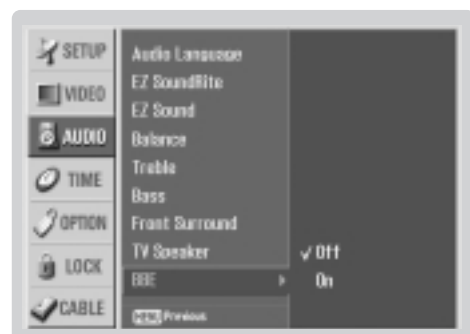 SETUP
VIDEO
AUDIO
TIME
OPTION
LOCK
CABLE
Audio Language
EZ SoundRite
EZ Sound
Balance
Treble
Bass
Front Surround
TV Speaker
BBE
MENU Previous
✓ Off
On